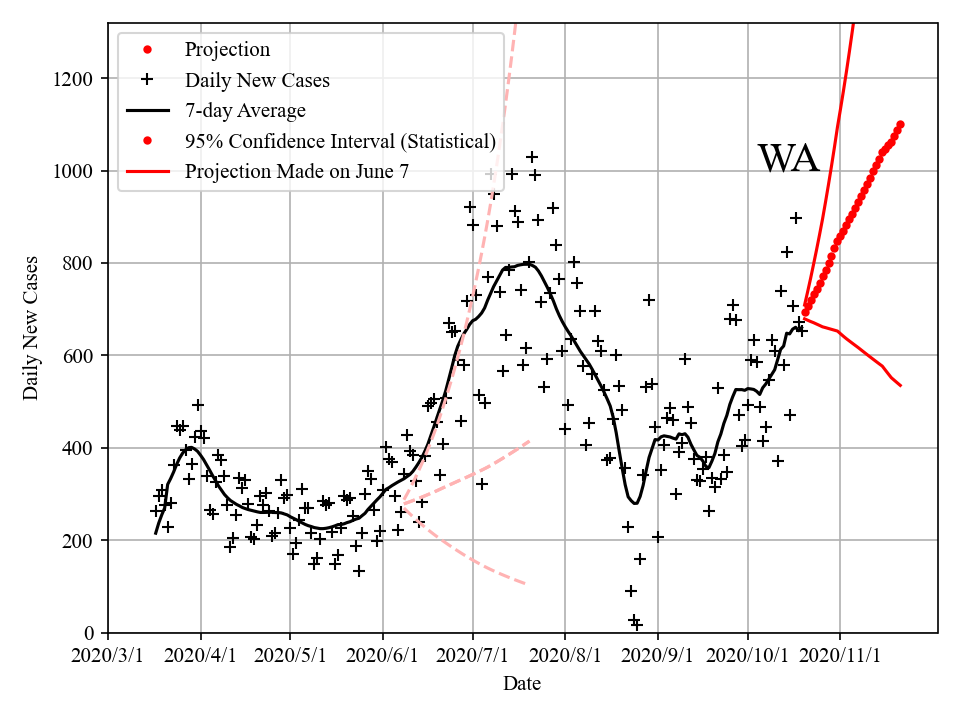 Projection
Daily New Cases
7-day Average
95% Confidence Interval (Statistical)
Projection Made on June 7
WA
Daily New Cases
1200
1000
800
600
400
200
0
2020/3/1 2020/4/1 2020/5/1 2020/6/1 2020/7/1 2020/8/1 2020/9/1 2020/10/1 2020/11/1
Date